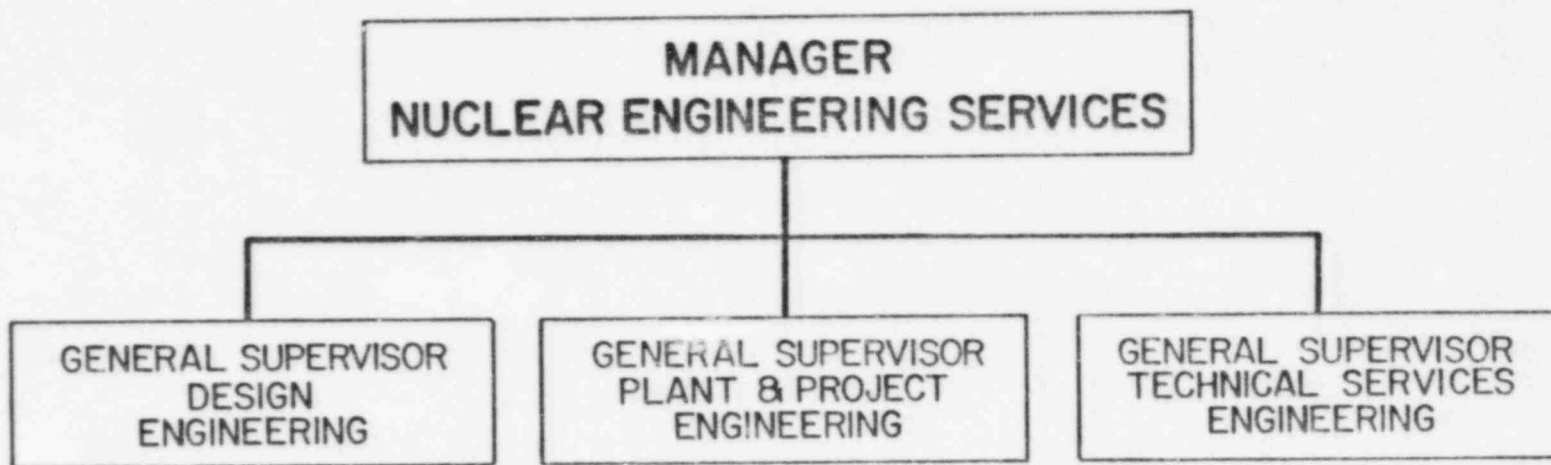 MANAGER
NUCLEAR ENGINEERING SERVICES
GENERAL SUPERVISOR
DESIGN
ENGINEERING
GENERAL SUPERVISOR
PLANT & PROJECT
ENGINEERING
GENERAL SUPERVISOR
TECHNICAL SERVICES
ENGINEERING